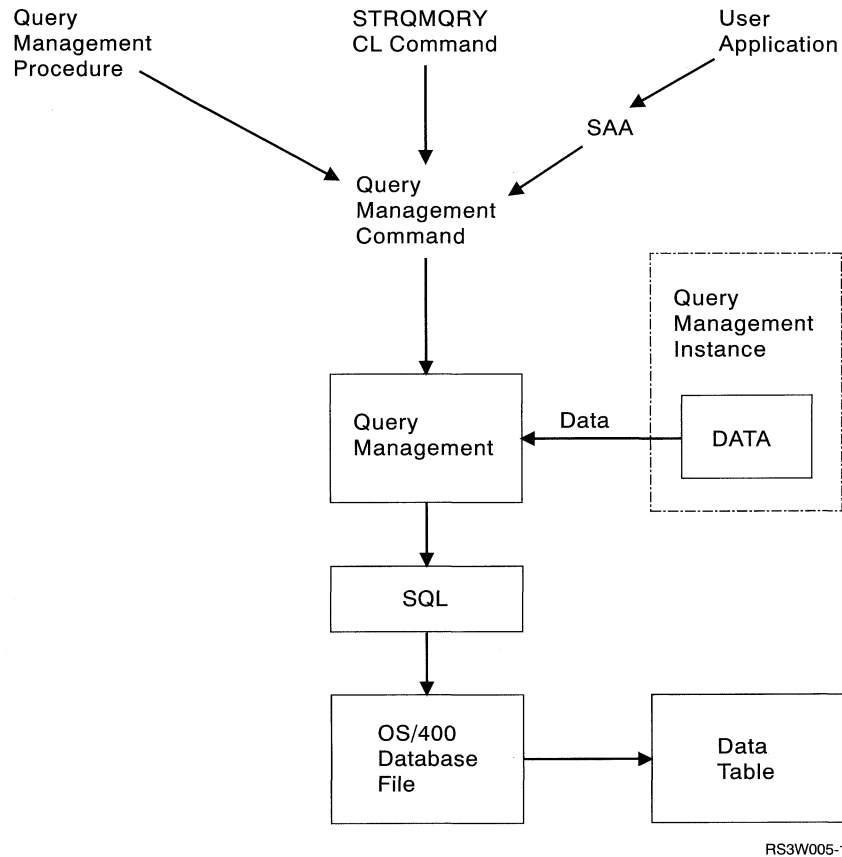 Query
Management
Procedure
STRQMQRY
CL Command
User
Application
SAA
Query
Management
Command
Query
Management
Instance
Query
Management
Data
DATA
SQL
OS/400
Database
File
Data
Table
RS3W005-1